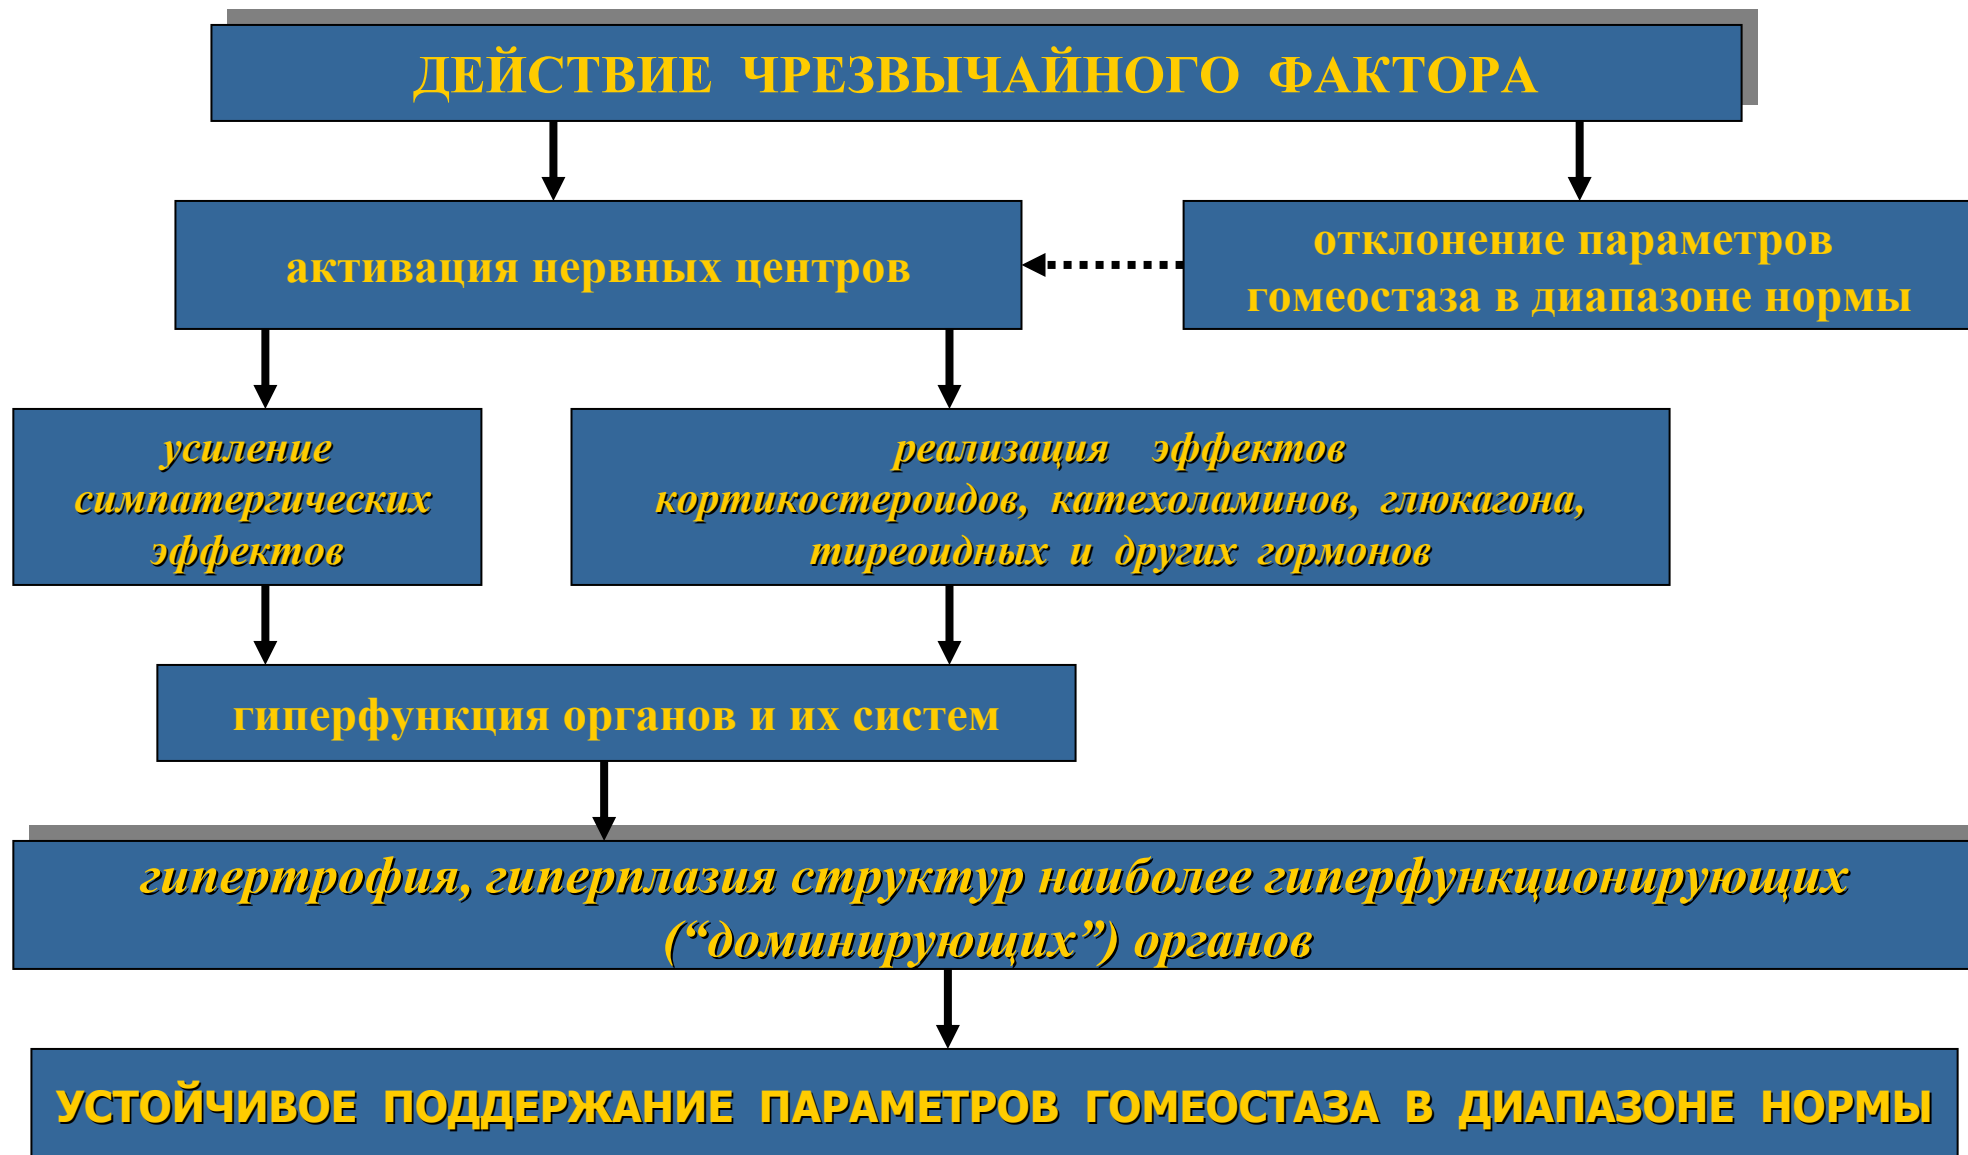 ДЕЙСТВИЕ ЧРЕЗВЫЧАЙНОГО ФАКТОРА
активация нервных центров
отклонение параметров
гомеостаза в диапазоне нормы
усиление
симпатергических
эффектов
реализация эффектов
кортикостероидов, катехоламинов, глюкагона,
тиреоидных и других гормонов
гиперфункция органов и их систем
гипертрофия, гиперплазия структур наиболее гиперфункционирующих
(“доминирующих”) органов
УСТОЙЧИВОЕ ПОДДЕРЖАНИЕ ПАРАМЕТРОВ ГОМЕОСТАЗА В ДИАПАЗОНЕ НОРМЫ